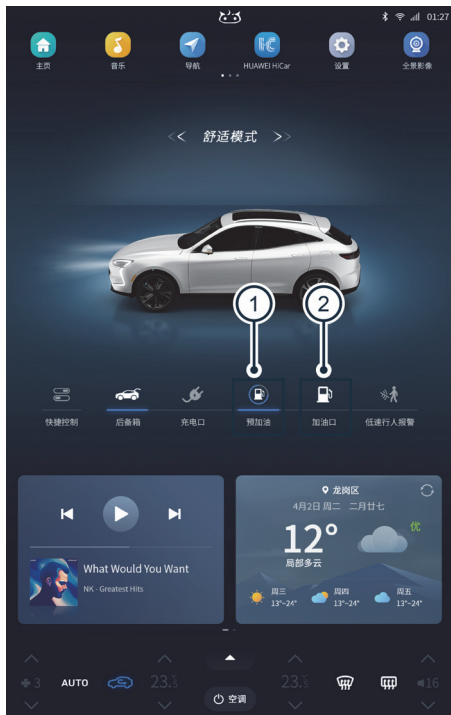 01:27
主页
音乐
导航
HUAWEI HiCar
设置
全景影像
<< 舒适模式 >>
1
2
快捷控制
后备箱
充电口
预加油
加油口
低速行人报警
What Would You Want
NK - Greatest Hits
龙岗区
4月2日 周二 二月廿七
12°
优
局部多云
周三
13°~24°
周四
13°~24°
周五
13°~24°
3
AUTO
23.5
空调
23.5
16